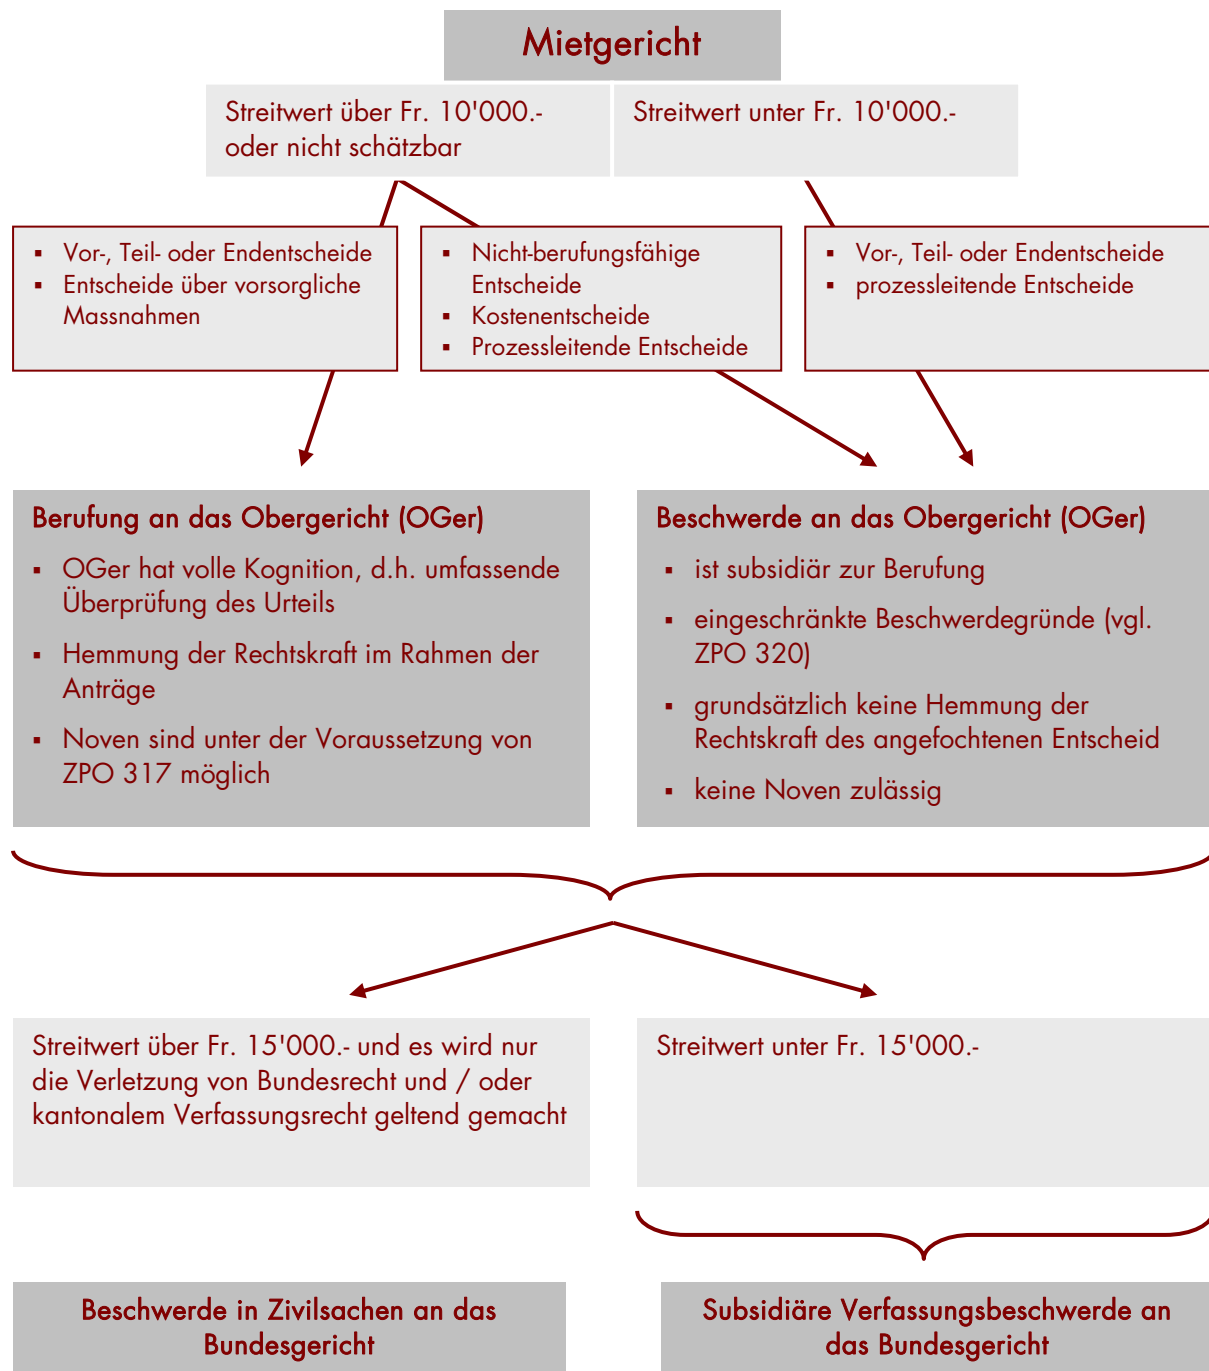 Mietgericht
Streitwert über Fr. 10'000.-
oder nicht schätzbar
Streitwert unter Fr. 10'000.-
▪ Vor-, Teil- oder Endentscheide
▪ Entscheide über vorsorgliche
Massnahmen
▪ Nicht-berufungsfähige
Entscheide
▪ Kostenentscheide
▪ Prozessleitende Entscheide
▪ Vor-, Teil- oder Endentscheide
▪ prozessleitende Entscheide
Berufung an das Obergericht (OGer)
▪ OGer hat volle Kognition, d.h. umfassende
Überprüfung des Urteils
▪ Hemmung der Rechtskraft im Rahmen der
Anträge
▪ Noven sind unter der Voraussetzung von
ZPO 317 möglich
Beschwerde an das Obergericht (OGer)
▪ ist subsidiär zur Berufung
▪ eingeschränkte Beschwerdegründe (vgl.
ZPO 320)
▪ grundsätzlich keine Hemmung der
Rechtskraft des angefochtenen Entscheid
▪ keine Noven zulässig
Streitwert über Fr. 15'000.- und es wird nur
die Verletzung von Bundesrecht und / oder
kantonalem Verfassungsrecht geltend gemacht
Streitwert unter Fr. 15'000.-
Beschwerde in Zivilsachen an das
Bundesgericht
Subsidiäre Verfassungsbeschwerde an
das Bundesgericht